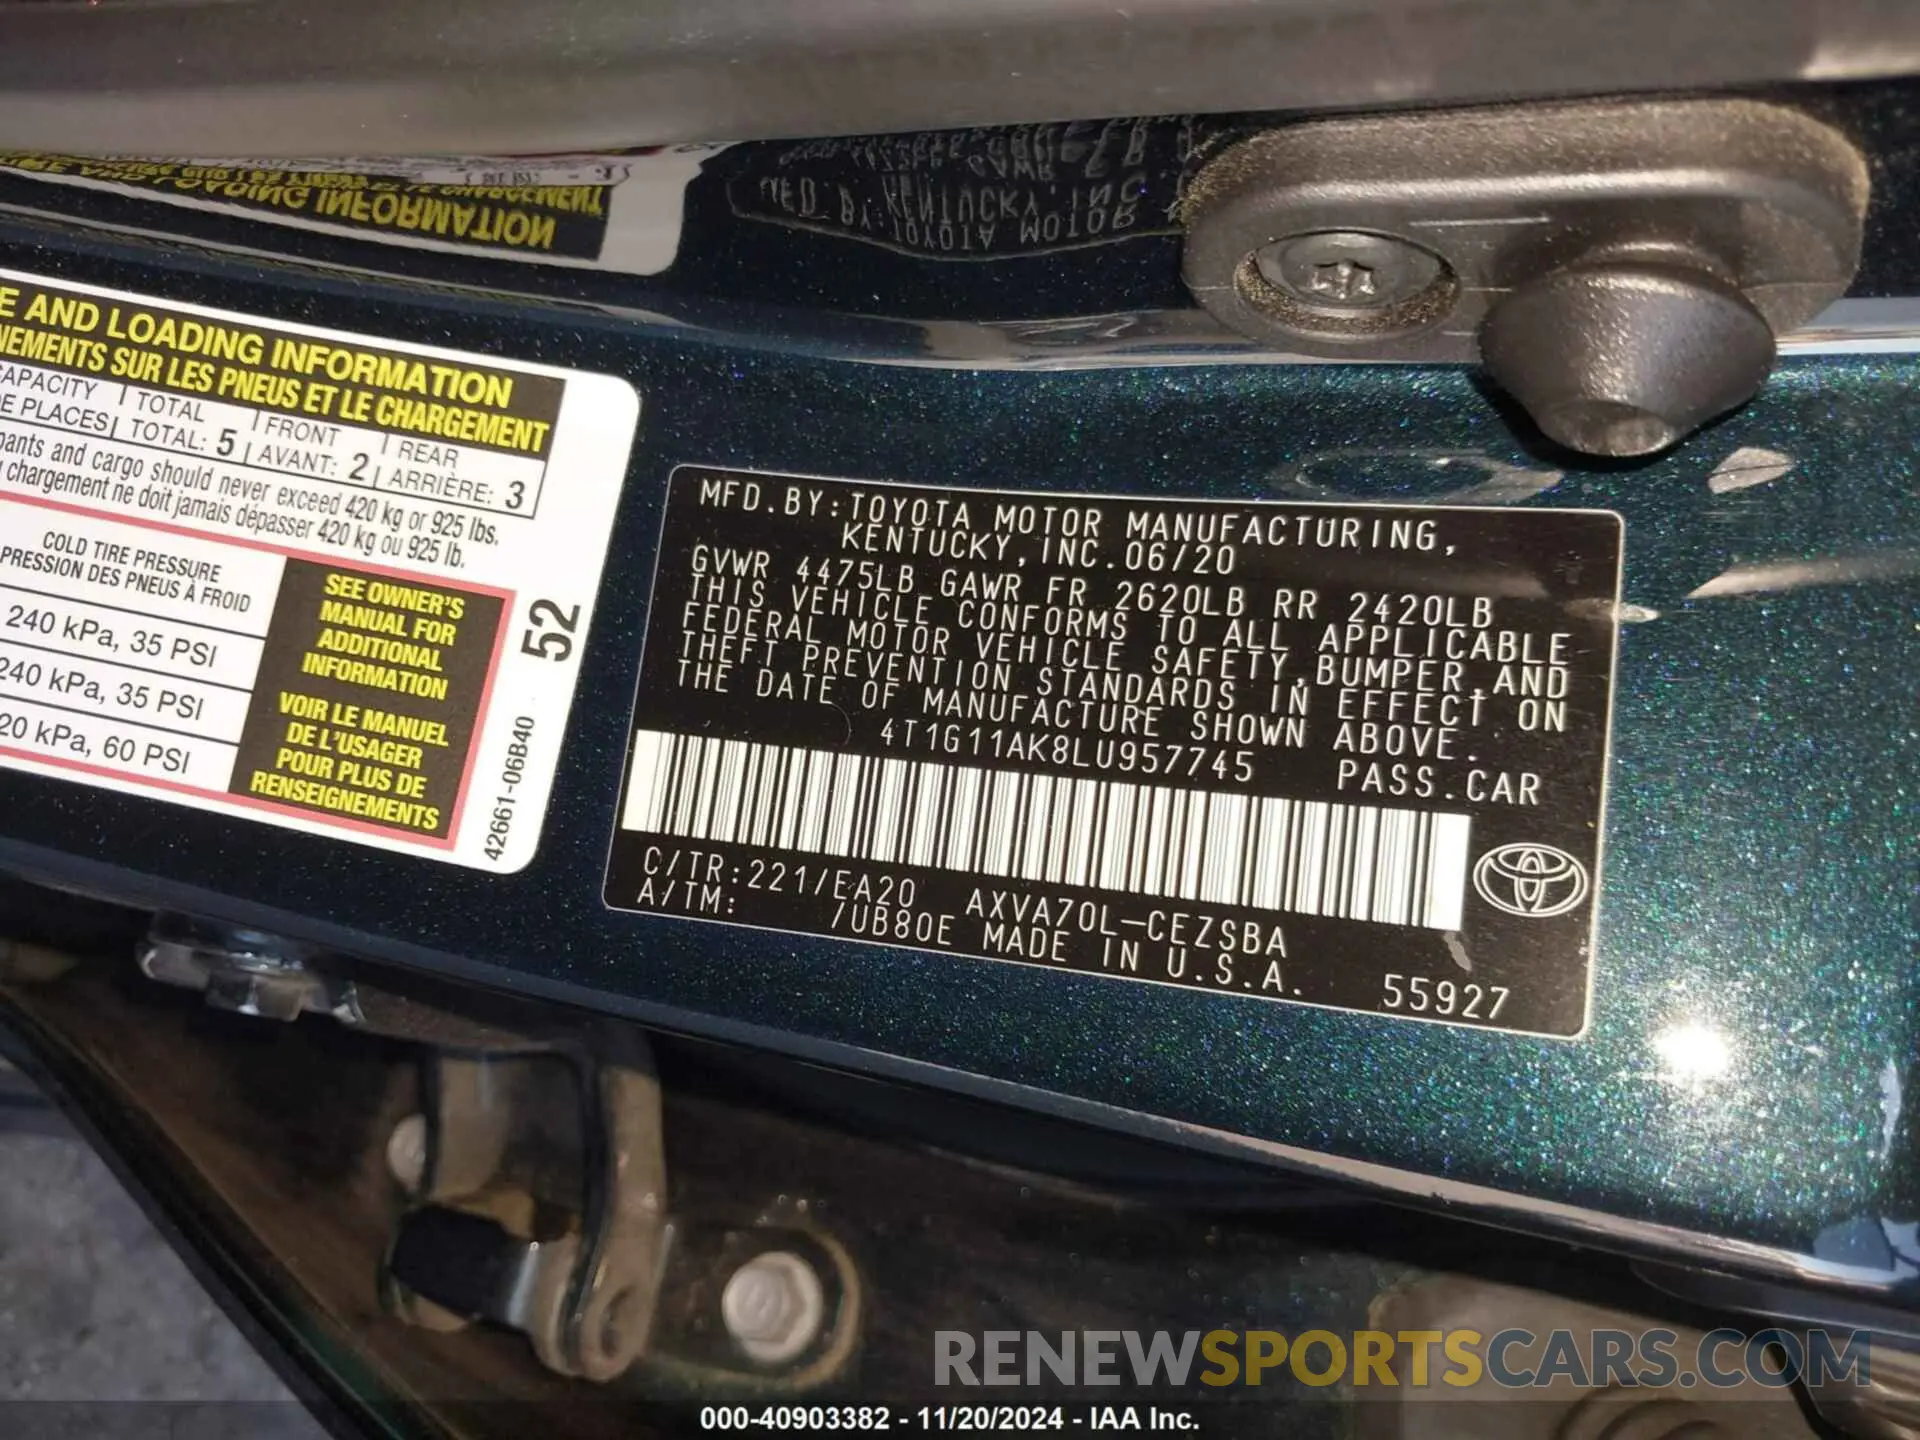 E AND LOADING INFORMATION
NEMENTS SUR LES PNEUS ET LE CHARGEMENT
CAPACITY | TOTAL | FRONT | REAR
DE PLACES | TOTAL: 5 | AVANT: 2 | ARRIÈRE: 3
pants and cargo should never exceed 420 kg or 925 lbs.
chargement ne doit jamais dépasser 420 kg ou 925 lb.
COLD TIRE PRESSURE
PRESSION DES PNEUS À FROID
240 kPa, 35 PSI
240 kPa, 35 PSI
20 kPa, 60 PSI
SEE OWNER'S
MANUAL FOR
ADDITIONAL
INFORMATION
VOIR LE MANUEL
DE L'USAGER
POUR PLUS DE
RENSEIGNEMENTS
42661-06B40 52
MFD.BY:TOYOTA MOTOR MANUFACTURING,
KENTUCKY,INC.06/20
GVWR 4475LB GAWR FR 2620LB RR 2420LB
THIS VEHICLE CONFORMS TO ALL APPLICABLE
FEDERAL MOTOR VEHICLE SAFETY,BUMPER,AND
THEFT PREVENTION STANDARDS IN EFFECT ON
THE DATE OF MANUFACTURE SHOWN ABOVE.
4T1G11AK8LU957745 PASS.CAR
C/TR:221/EA20 AXVA70L-CEZSBA
A/TM: /UB80E MADE IN U.S.A.
55927
RENEWSPORTSCARS.COM
000-40903382 - 11/20/2024 - IAA Inc.